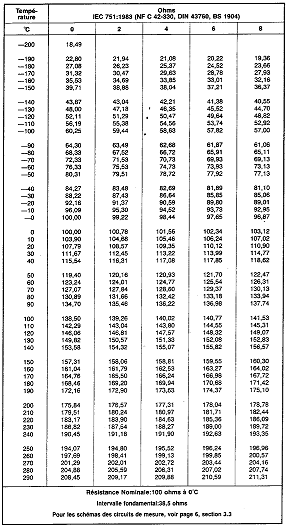 Tempé-
rature
Ohms
IEC 751:1983 (NF C 42-330, DIN 43760, BS 1904)
°C 0 2 4 6 8
—200 18,49
—190 22,80 21,94 21,08 20,22 19,36
—180 27,08 26,23 25,37 24,52 23,66
—170 31,32 30,47 29,63 28,78 27,93
—160 35,53 34,69 33,85 33,01 32,16
—150 39,71 38,88 38,04 37,21 36,37
—140 43,87 43,04 42,21 41,38 40,55
—130 48,00 47,18 46,35 45,52 44,70
—120 52,11 51,29 50,47 49,64 48,82
—110 56,19 55,38 54,56 53,74 52,92
—100 60,25 59,44 58,63 57,82 57,00
—90 64,30 63,49 62,68 61,87 61,06
—80 68,33 67,52 66,72 65,91 65,11
—70 72,33 71,53 70,73 69,93 69,13
—60 76,33 75,53 74,73 73,93 73,13
—50 80,31 79,51 78,72 77,92 77,13
—40 84,27 83,48 82,69 81,89 81,10
—30 88,22 87,43 86,64 85,85 85,06
—20 92,16 91,37 90,59 89,80 89,01
—10 96,09 95,30 94,52 93,73 92,95
—0 100,00 99,22 98,44 97,65 96,87
0 100,00 100,78 101,56 102,34 103,12
10 103,90 104,68 105,46 106,24 107,02
20 107,79 108,57 109,35 110,12 110,90
30 111,67 112,45 113,22 113,99 114,77
40 115,54 116,31 117,08 117,85 118,62
50 119,40 120,16 120,93 121,70 122,47
60 123,24 124,01 124,77 125,54 126,31
70 127,07 127,84 128,60 129,37 130,13
80 130,89 131,66 132,42 133,18 133,94
90 134,70 135,46 136,22 136,98 137,74
100 138,50 139,26 140,02 140,77 141,53
110 142,29 143,04 143,80 144,55 145,31
120 146,06 146,81 147,57 148,32 149,07
130 149,82 150,57 151,33 152,08 152,83
140 153,58 154,32 155,07 155,82 156,57
150 157,31 158,06 158,81 159,55 160,30
160 161,04 161,79 162,53 163,27 164,02
170 164,76 165,50 166,24 166,98 167,72
180 168,46 169,20 169,94 170,68 171,42
190 172,16 172,90 173,63 174,37 175,10
200 175,84 176,57 177,31 178,04 178,78
210 179,51 180,24 180,97 181,71 182,44
220 183,17 183,90 184,63 185,36 186,09
230 186,82 187,54 188,27 189,00 189,72
240 190,45 191,18 191,90 192,63 193,35
250 194,07 194,80 195,52 196,24 196,96
260 197,69 198,41 199,13 199,85 200,57
270 201,29 202,01 202,72 203,44 204,16
280 204,88 205,59 206,31 207,02 207,74
290 208,45 209,17 209,88 210,59 211,31
Résistance Nominale:100 ohms à 0°C
Intervalle fondamental:38,5 ohms
Pour les schémas des circuits de mesure, voir page 6, section 3.3